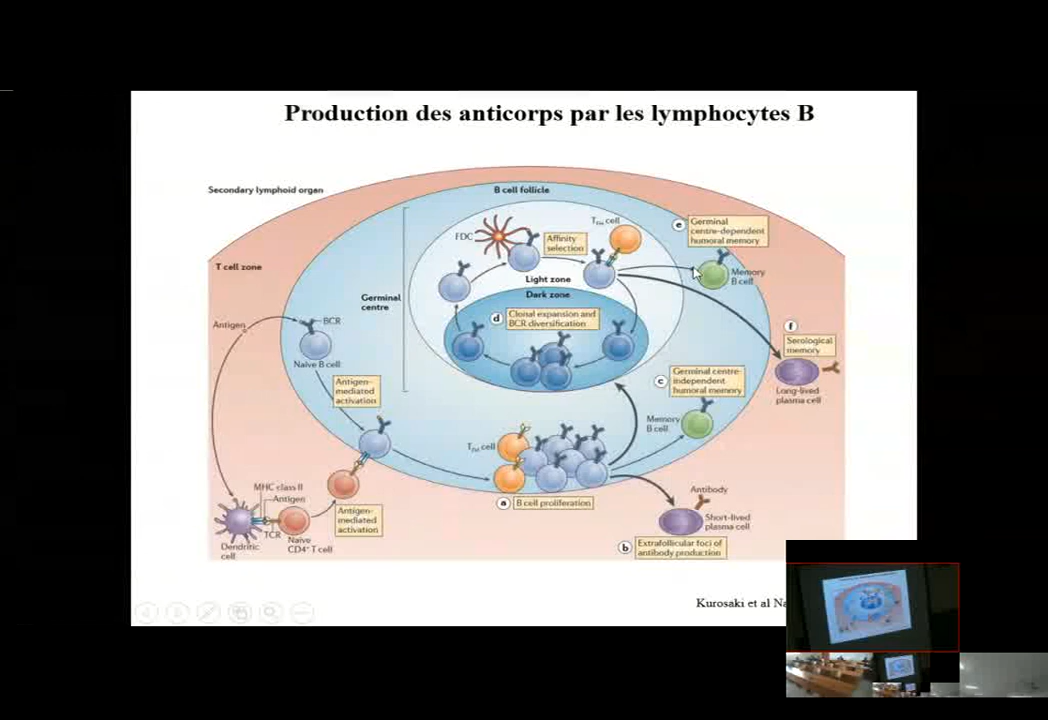 Production des anticorps par les lymphocytes B
Secondary lymphoid organ
B cell follicle
T cell zone
FDC
Affinity
selection
TFH cell
e
Germinal
centre-dependent
humoral memory
Memory
B cell
Light zone
Dark zone
Germinal
centre
d
Clonal expansion and
BCR diversification
Antigen
BCR
Naive B cell
f
Serological
memory
Long-lived
plasma cell
Antigen-
mediated
activation
c
Germinal centre-
independent
humoral memory
Memory
B cell
TFH cell
a
B cell proliferation
MHC class II
Antigen
TCR
Dendritic
cell
Naive
CD4+ T cell
Antigen-
mediated
activation
Antibody
Short-lived
plasma cell
b
Extrafollicular foci of
antibody production
Kurosaki et al